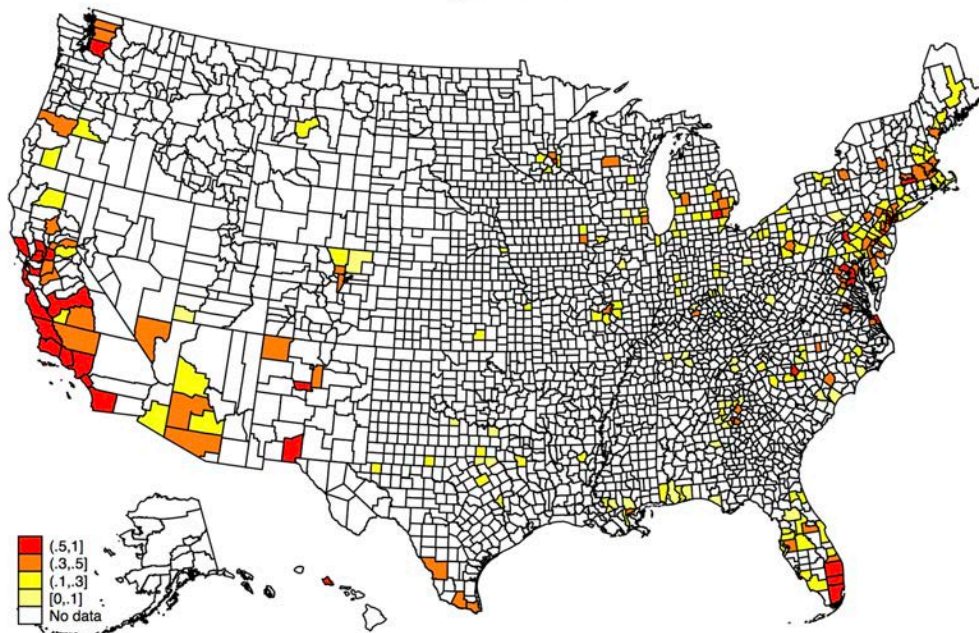 (.5,1]
(.3,.5]
(.1,.3]
[0,.1]
No data